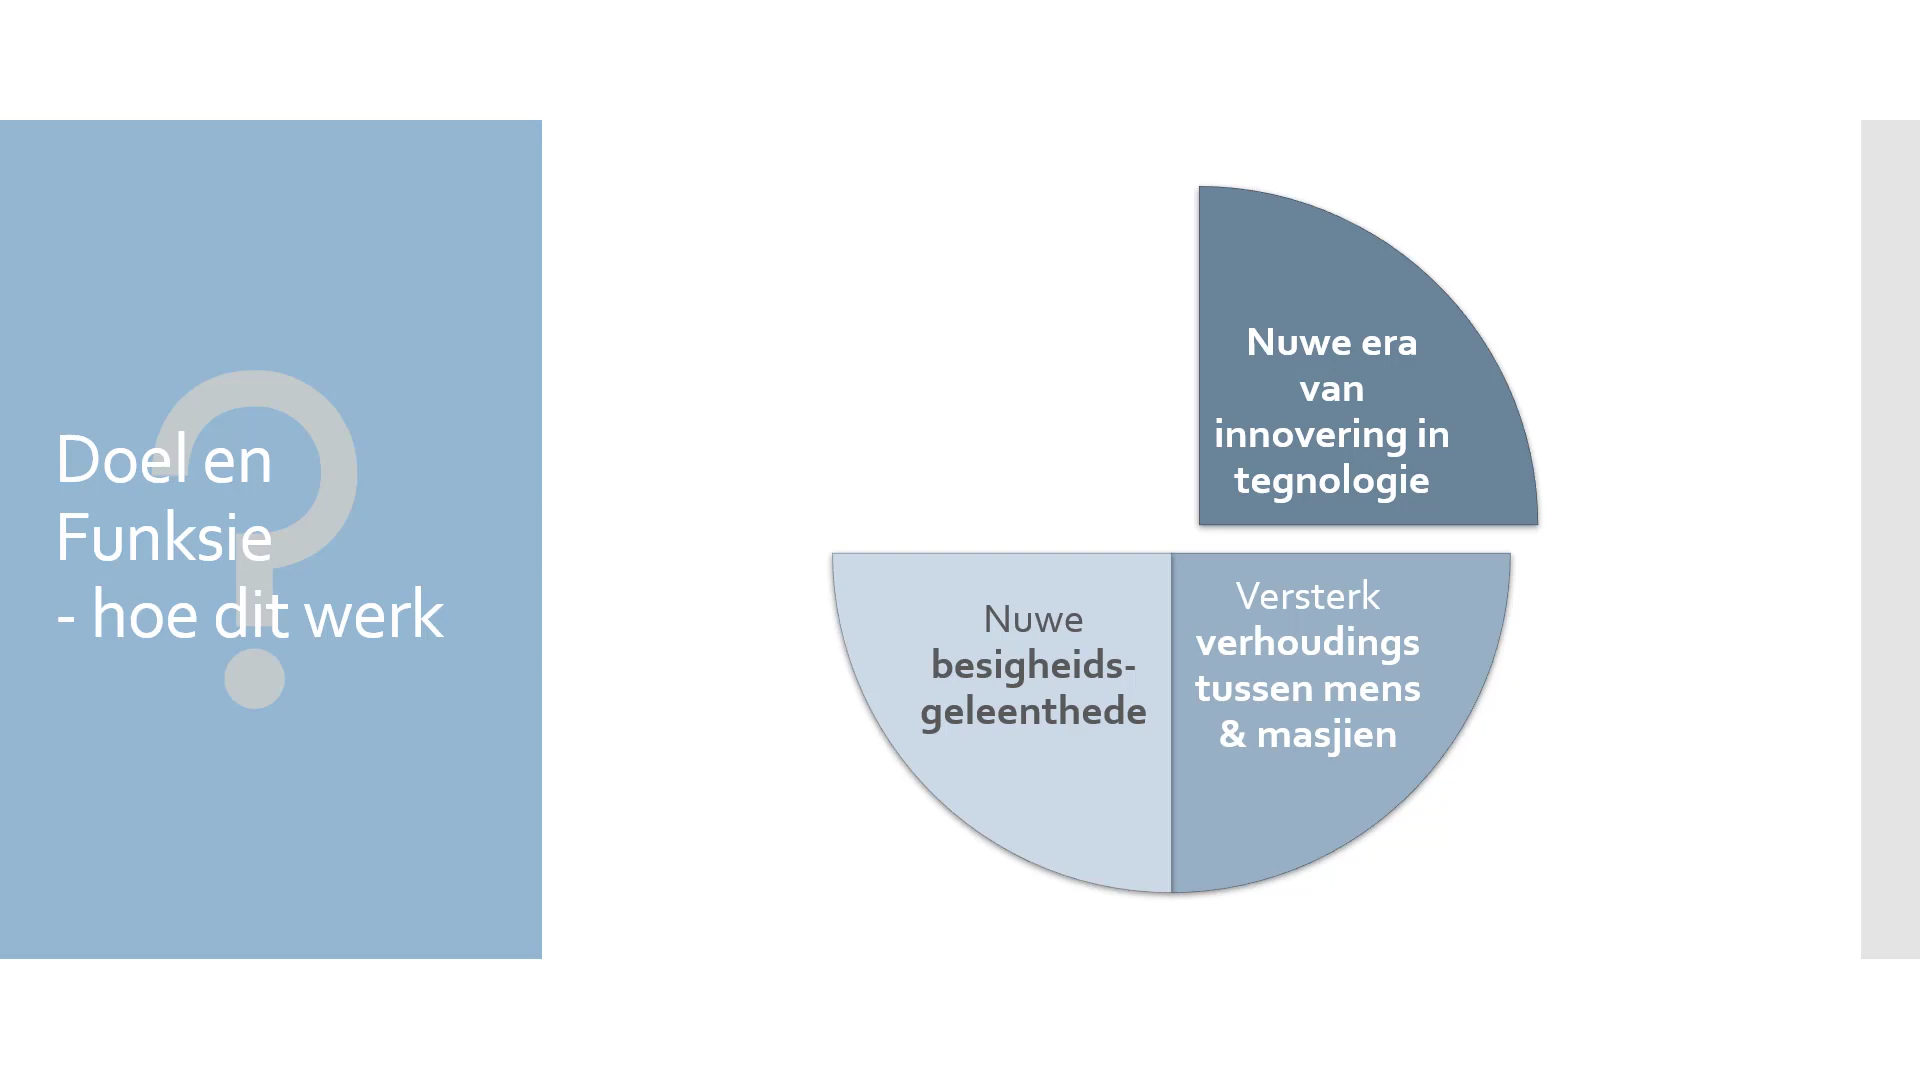 Doel en
Funksie
- hoe dit werk
?
Nuwe era
van
innovering in
tegnologie
Versterk
verhoudings
tussen mens
& masjien
Nuwe
besigheids-
geleenthede